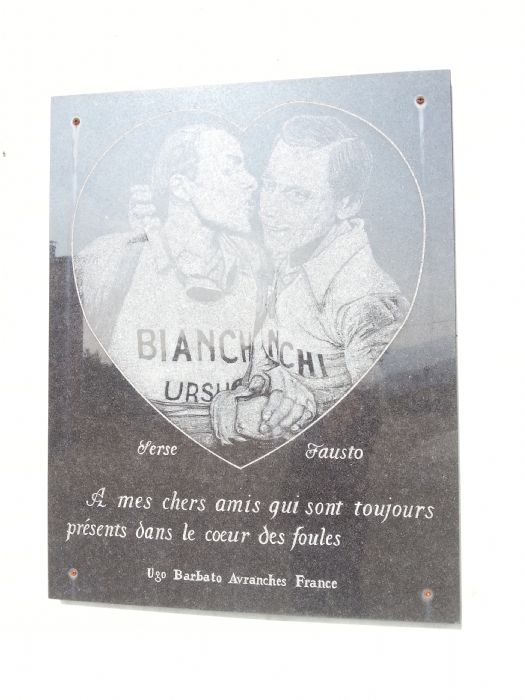 BIANCHI
URSUS
Serse Fausto
A mes chers amis qui sont toujours
présents dans le coeur des foules
Ugo Barbato Avranches France